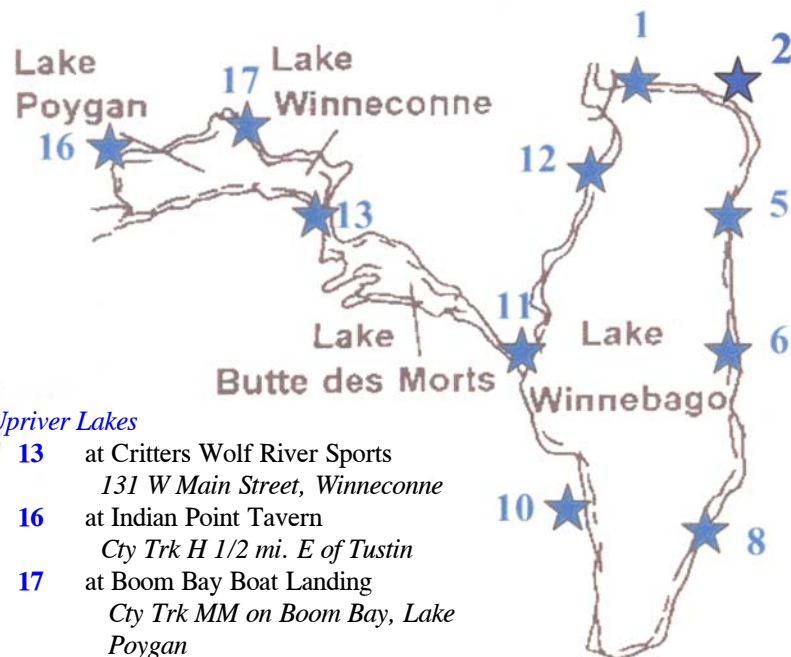 1
2
Lake
Poygan
17
Lake
Winneconne
16
12
13
5
11
Lake
Butte des Morts
Lake
Winnebago
6
10
8
Upriver Lakes
13 at Critters Wolf River Sports
131 W Main Street, Winneconne
16 at Indian Point Tavern
Cty Trk H 1/2 mi. E of Tustin
17 at Boom Bay Boat Landing
Cty Trk MM on Boom Bay, Lake
Poygan